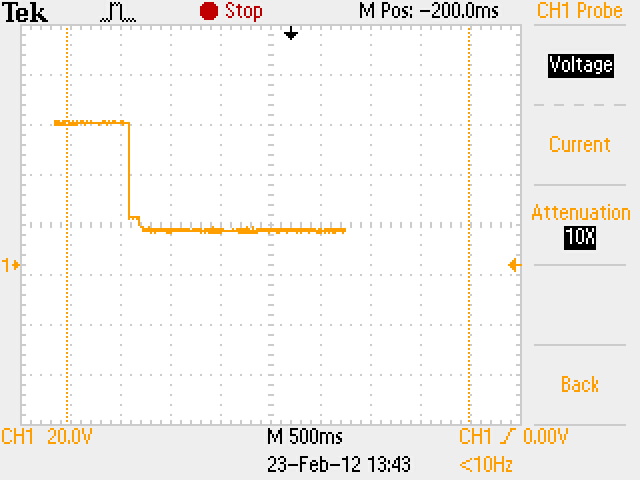 Tek Stop M Pos: -200.0ms CH1 Probe
Voltage
Current
Attenuation
10X
1
Back
CH1 20.0V M 500ms CH1 0.00V
23-Feb-12 13:43 <10Hz